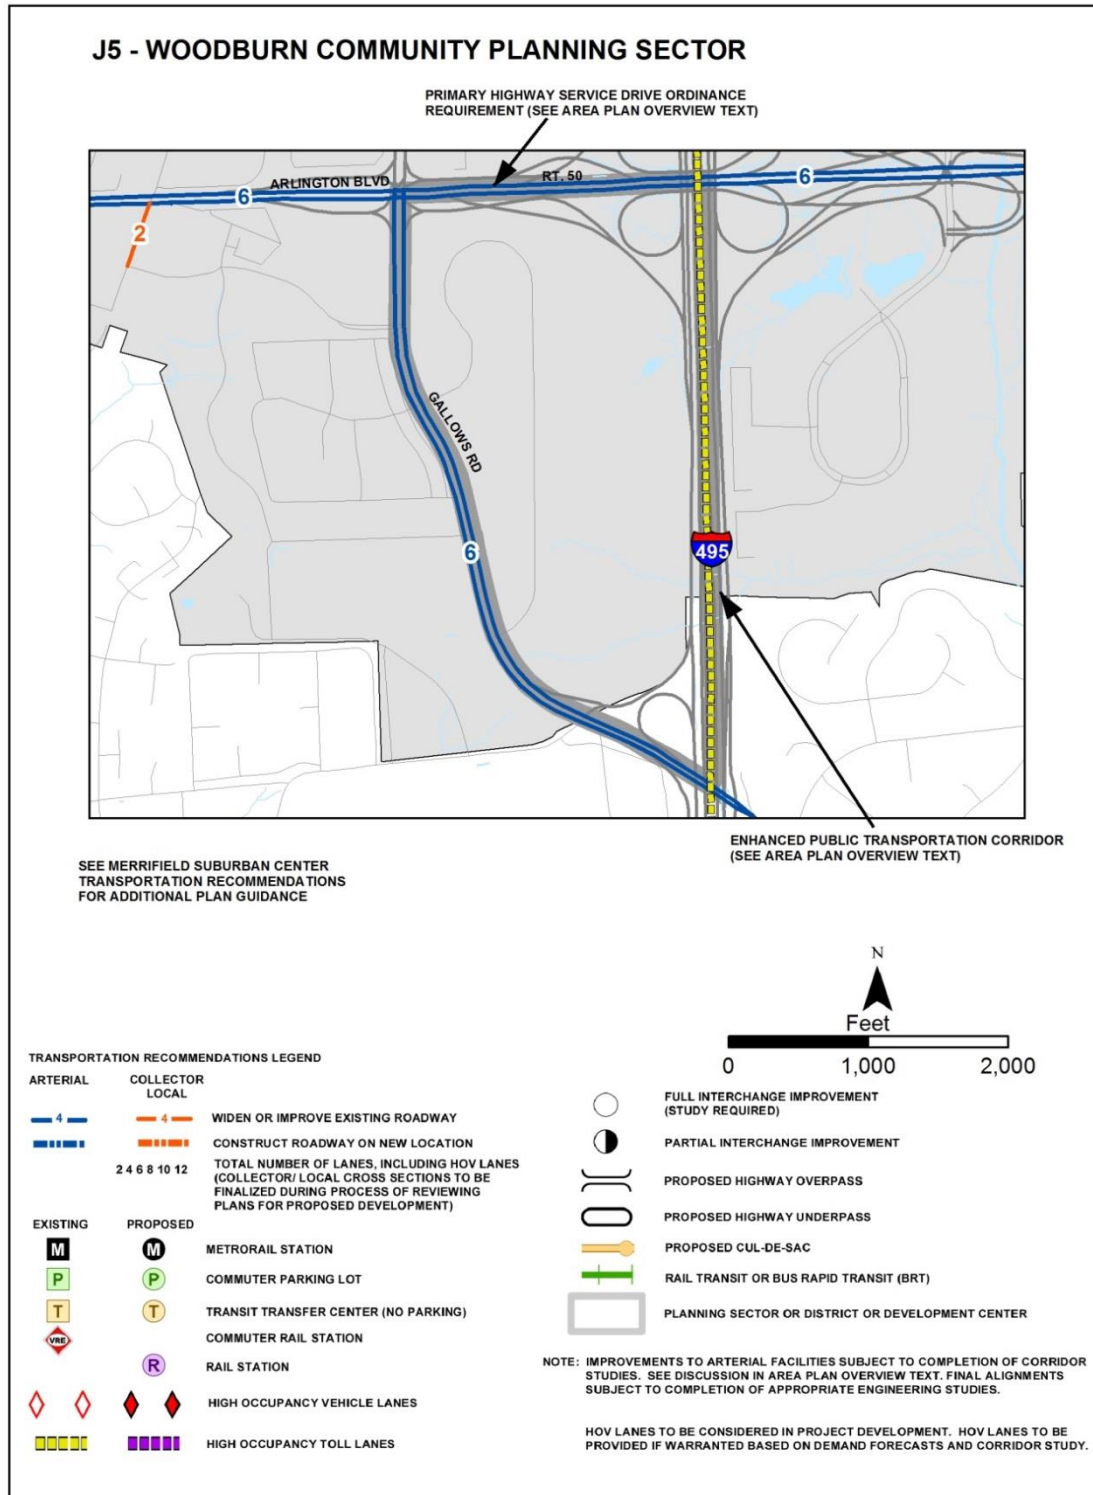 J5 - WOODBURN COMMUNITY PLANNING SECTOR
PRIMARY HIGHWAY SERVICE DRIVE ORDINANCE
REQUIREMENT (SEE AREA PLAN OVERVIEW TEXT)
ARLINGTON BLVD
RT. 50
6
6
2
GALLOWS RD
6
495
ENHANCED PUBLIC TRANSPORTATION CORRIDOR
(SEE AREA PLAN OVERVIEW TEXT)
SEE MERRIFIELD SUBURBAN CENTER
TRANSPORTATION RECOMMENDATIONS
FOR ADDITIONAL PLAN GUIDANCE
N
Feet
0 1,000 2,000
TRANSPORTATION RECOMMENDATIONS LEGEND
ARTERIAL COLLECTOR
LOCAL
4 4 WIDEN OR IMPROVE EXISTING ROADWAY
CONSTRUCT ROADWAY ON NEW LOCATION
2 4 6 8 10 12 TOTAL NUMBER OF LANES, INCLUDING HOV LANES
(COLLECTOR/ LOCAL CROSS SECTIONS TO BE
FINALIZED DURING PROCESS OF REVIEWING
PLANS FOR PROPOSED DEVELOPMENT)
EXISTING PROPOSED
M M METRORAIL STATION
P P COMMUTER PARKING LOT
T T TRANSIT TRANSFER CENTER (NO PARKING)
VRE COMMUTER RAIL STATION
R RAIL STATION
HIGH OCCUPANCY VEHICLE LANES
HIGH OCCUPANCY TOLL LANES
FULL INTERCHANGE IMPROVEMENT
(STUDY REQUIRED)
PARTIAL INTERCHANGE IMPROVEMENT
PROPOSED HIGHWAY OVERPASS
PROPOSED HIGHWAY UNDERPASS
PROPOSED CUL-DE-SAC
RAIL TRANSIT OR BUS RAPID TRANSIT (BRT)
PLANNING SECTOR OR DISTRICT OR DEVELOPMENT CENTER
NOTE: IMPROVEMENTS TO ARTERIAL FACILITIES SUBJECT TO COMPLETION OF CORRIDOR
STUDIES. SEE DISCUSSION IN AREA PLAN OVERVIEW TEXT. FINAL ALIGNMENTS
SUBJECT TO COMPLETION OF APPROPRIATE ENGINEERING STUDIES.
HOV LANES TO BE CONSIDERED IN PROJECT DEVELOPMENT. HOV LANES TO BE
PROVIDED IF WARRANTED BASED ON DEMAND FORECASTS AND CORRIDOR STUDY.